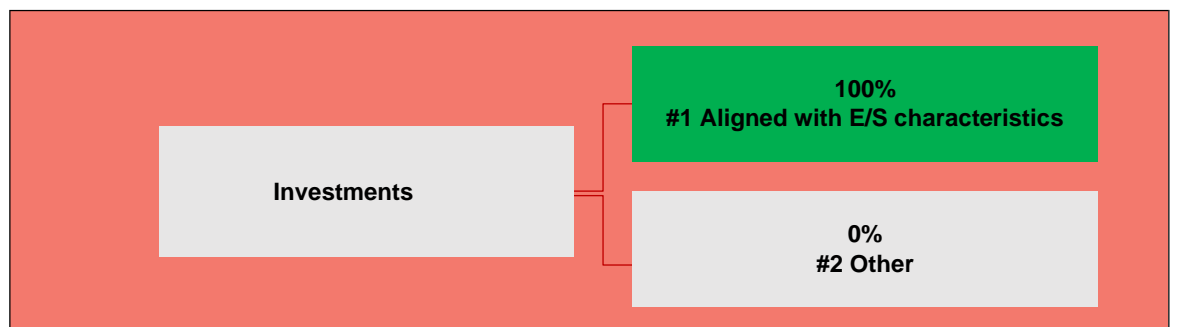 100%
#1 Aligned with E/S characteristics
Investments
0%
#2 Other